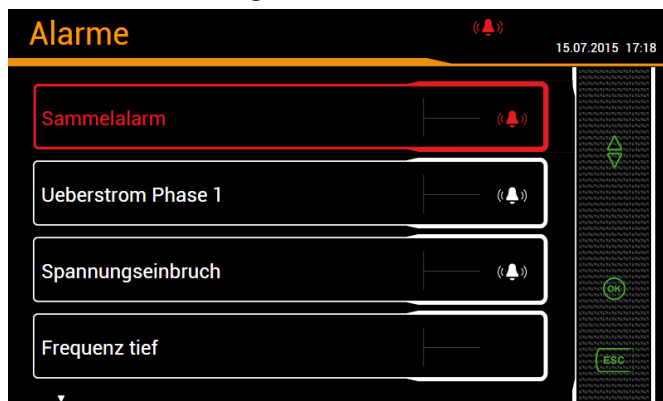 Alarme
15.07.2015 17:18
Sammelalarm
Ueberstrom Phase 1
Spannungseinbruch
OK
Frequenz tief
ESC